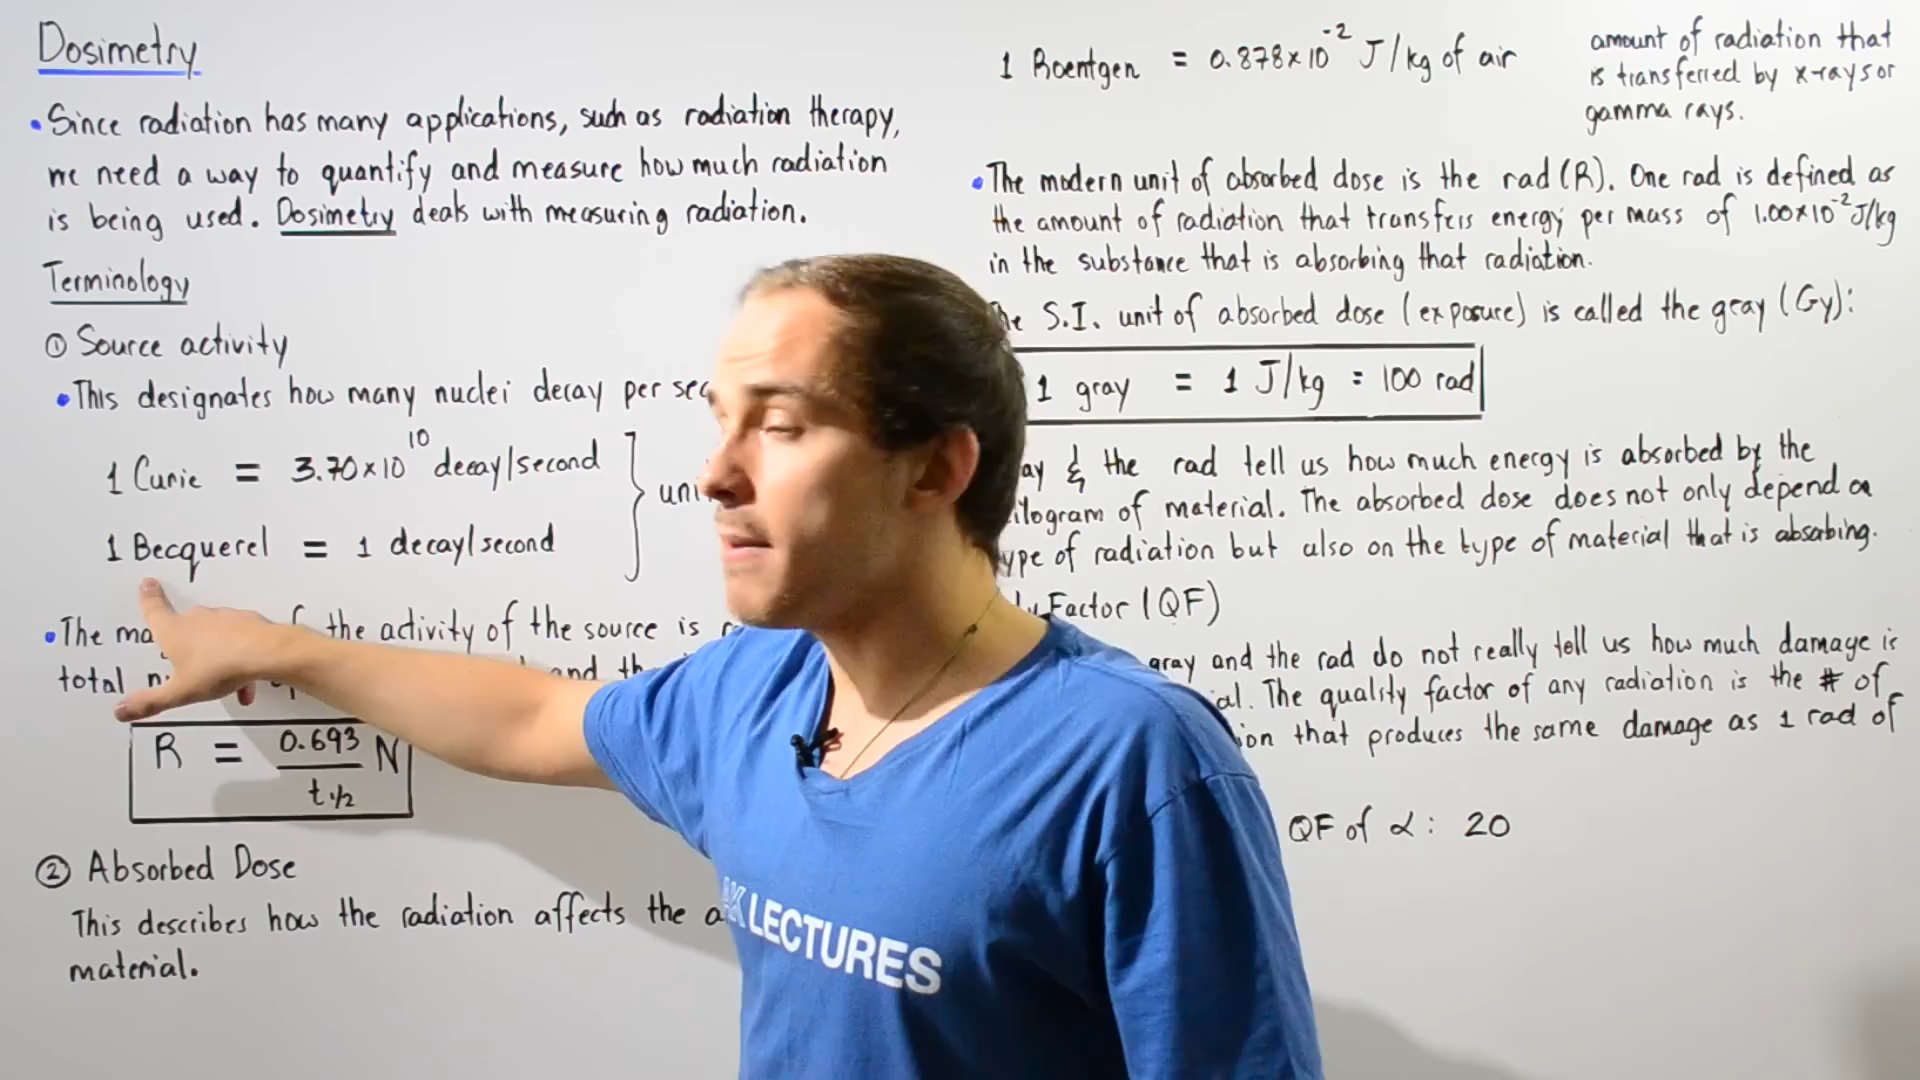 Dosimetry
• Since radiation has many applications, such as radiation therapy,
we need a way to quantify and measure how much radiation
is being used. Dosimetry deals with measuring radiation.
Terminology
① Source activity
• This designates how many nuclei decay per sec
1 Curie = 3.70×10^10 decay/second
1 Becquerel = 1 decay/second
uni
• The ma the activity of the source is
total and
R = 0.693/t1/2 N
② Absorbed Dose
This describes how the radiation affects the a
material.
1 Roentgen = 0.878×10^-2 J/kg of air
amount of radiation that
is transferred by x-rays or
gamma rays.
• The modern unit of absorbed dose is the rad (R). One rad is defined as
the amount of radiation that transfers energy per mass of 1.00×10^-2 J/kg
in the substance that is absorbing that radiation.
S.I. unit of absorbed dose (exposure) is called the gray (Gy):
1 gray = 1 J/kg = 100 rad
ay & the rad tell us how much energy is absorbed by the
ilogram of material. The absorbed dose does not only depend on
ype of radiation but also on the type of material that is absorbing.
Factor (QF)
gray and the rad do not really tell us how much damage is
al. The quality factor of any radiation is the # of
ion that produces the same damage as 1 rad of
QF of α: 20
AK LECTURES